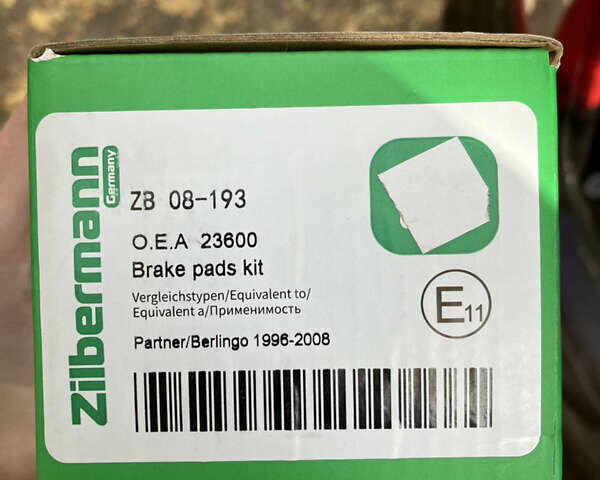 Zilbermann
Germany
ZB 08-193
O.E.A 23600
Brake pads kit
Vergleichstypen/Equivalent to/
Equivalent a/Применимость
Partner/Berlingo 1996-2008
E11